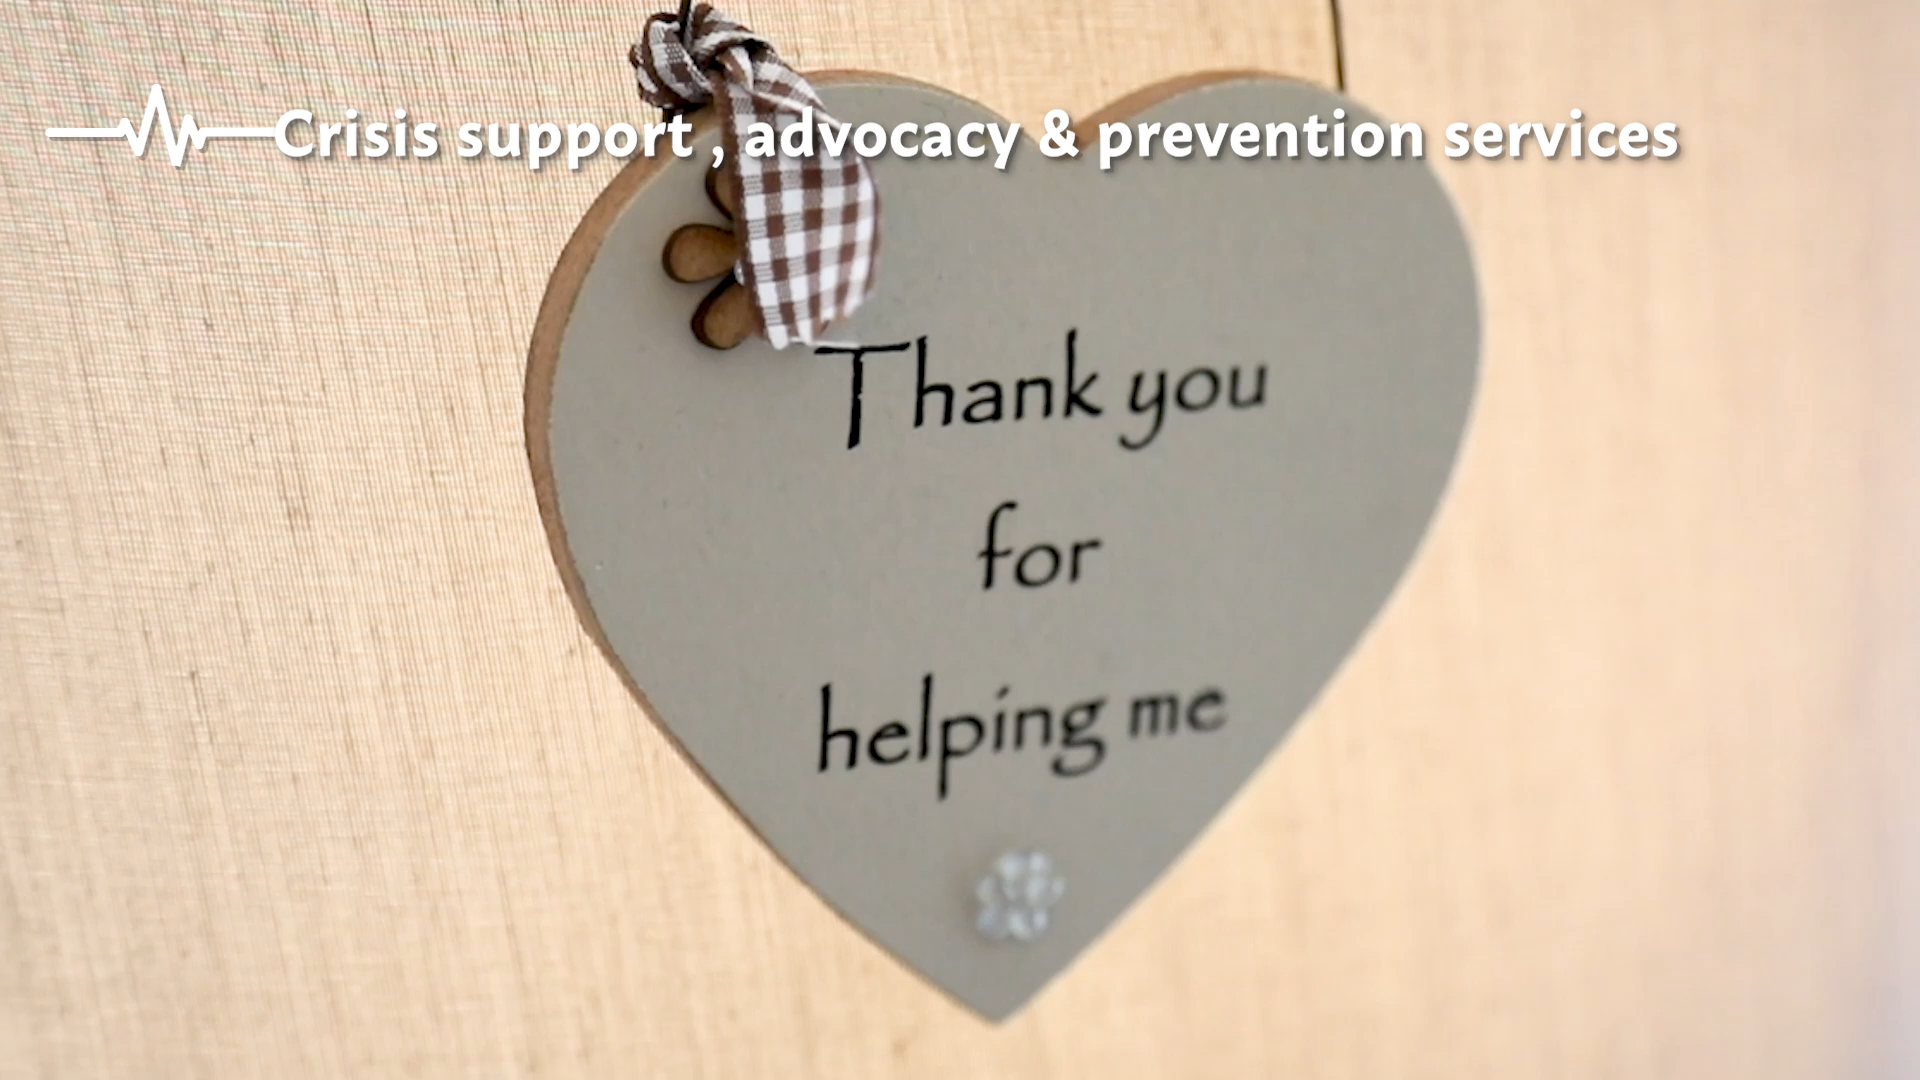 Crisis support , advocacy & prevention services
Thank you
for
helping me